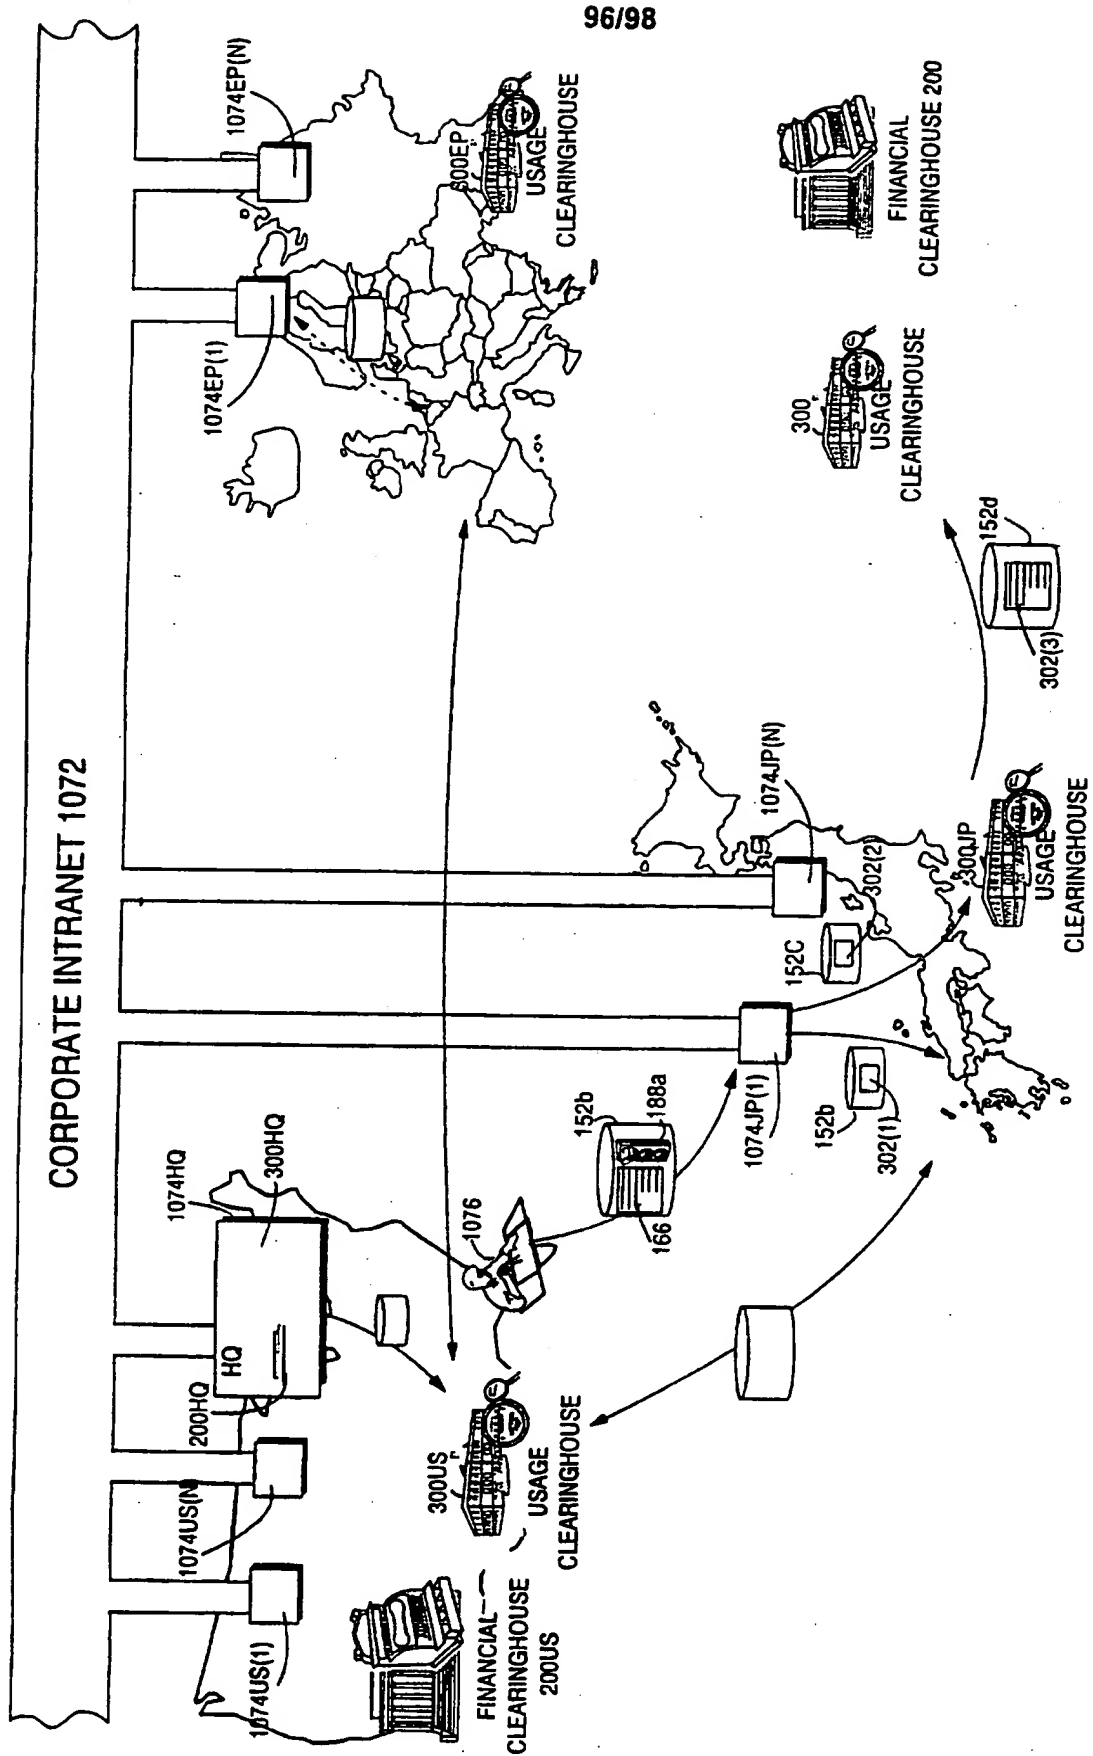 96/98
CORPORATE INTRANET 1072
1074US(1)
1074US(N)
200HQ
HQ
1074HQ
300HQ
1074EP(1)
1074EP(N)
FINANCIAL
CLEARINGHOUSE
200US
300US
USAGE
CLEARINGHOUSE
1076
152b
188a
166
1074JP(1)
1074JP(N)
152b
302(1)
152C
302(2)
300JP
USAGE
CLEARINGHOUSE
302(3)
152d
300EP
USAGE
CLEARINGHOUSE
300
USAGE
CLEARINGHOUSE
FINANCIAL
CLEARINGHOUSE 200